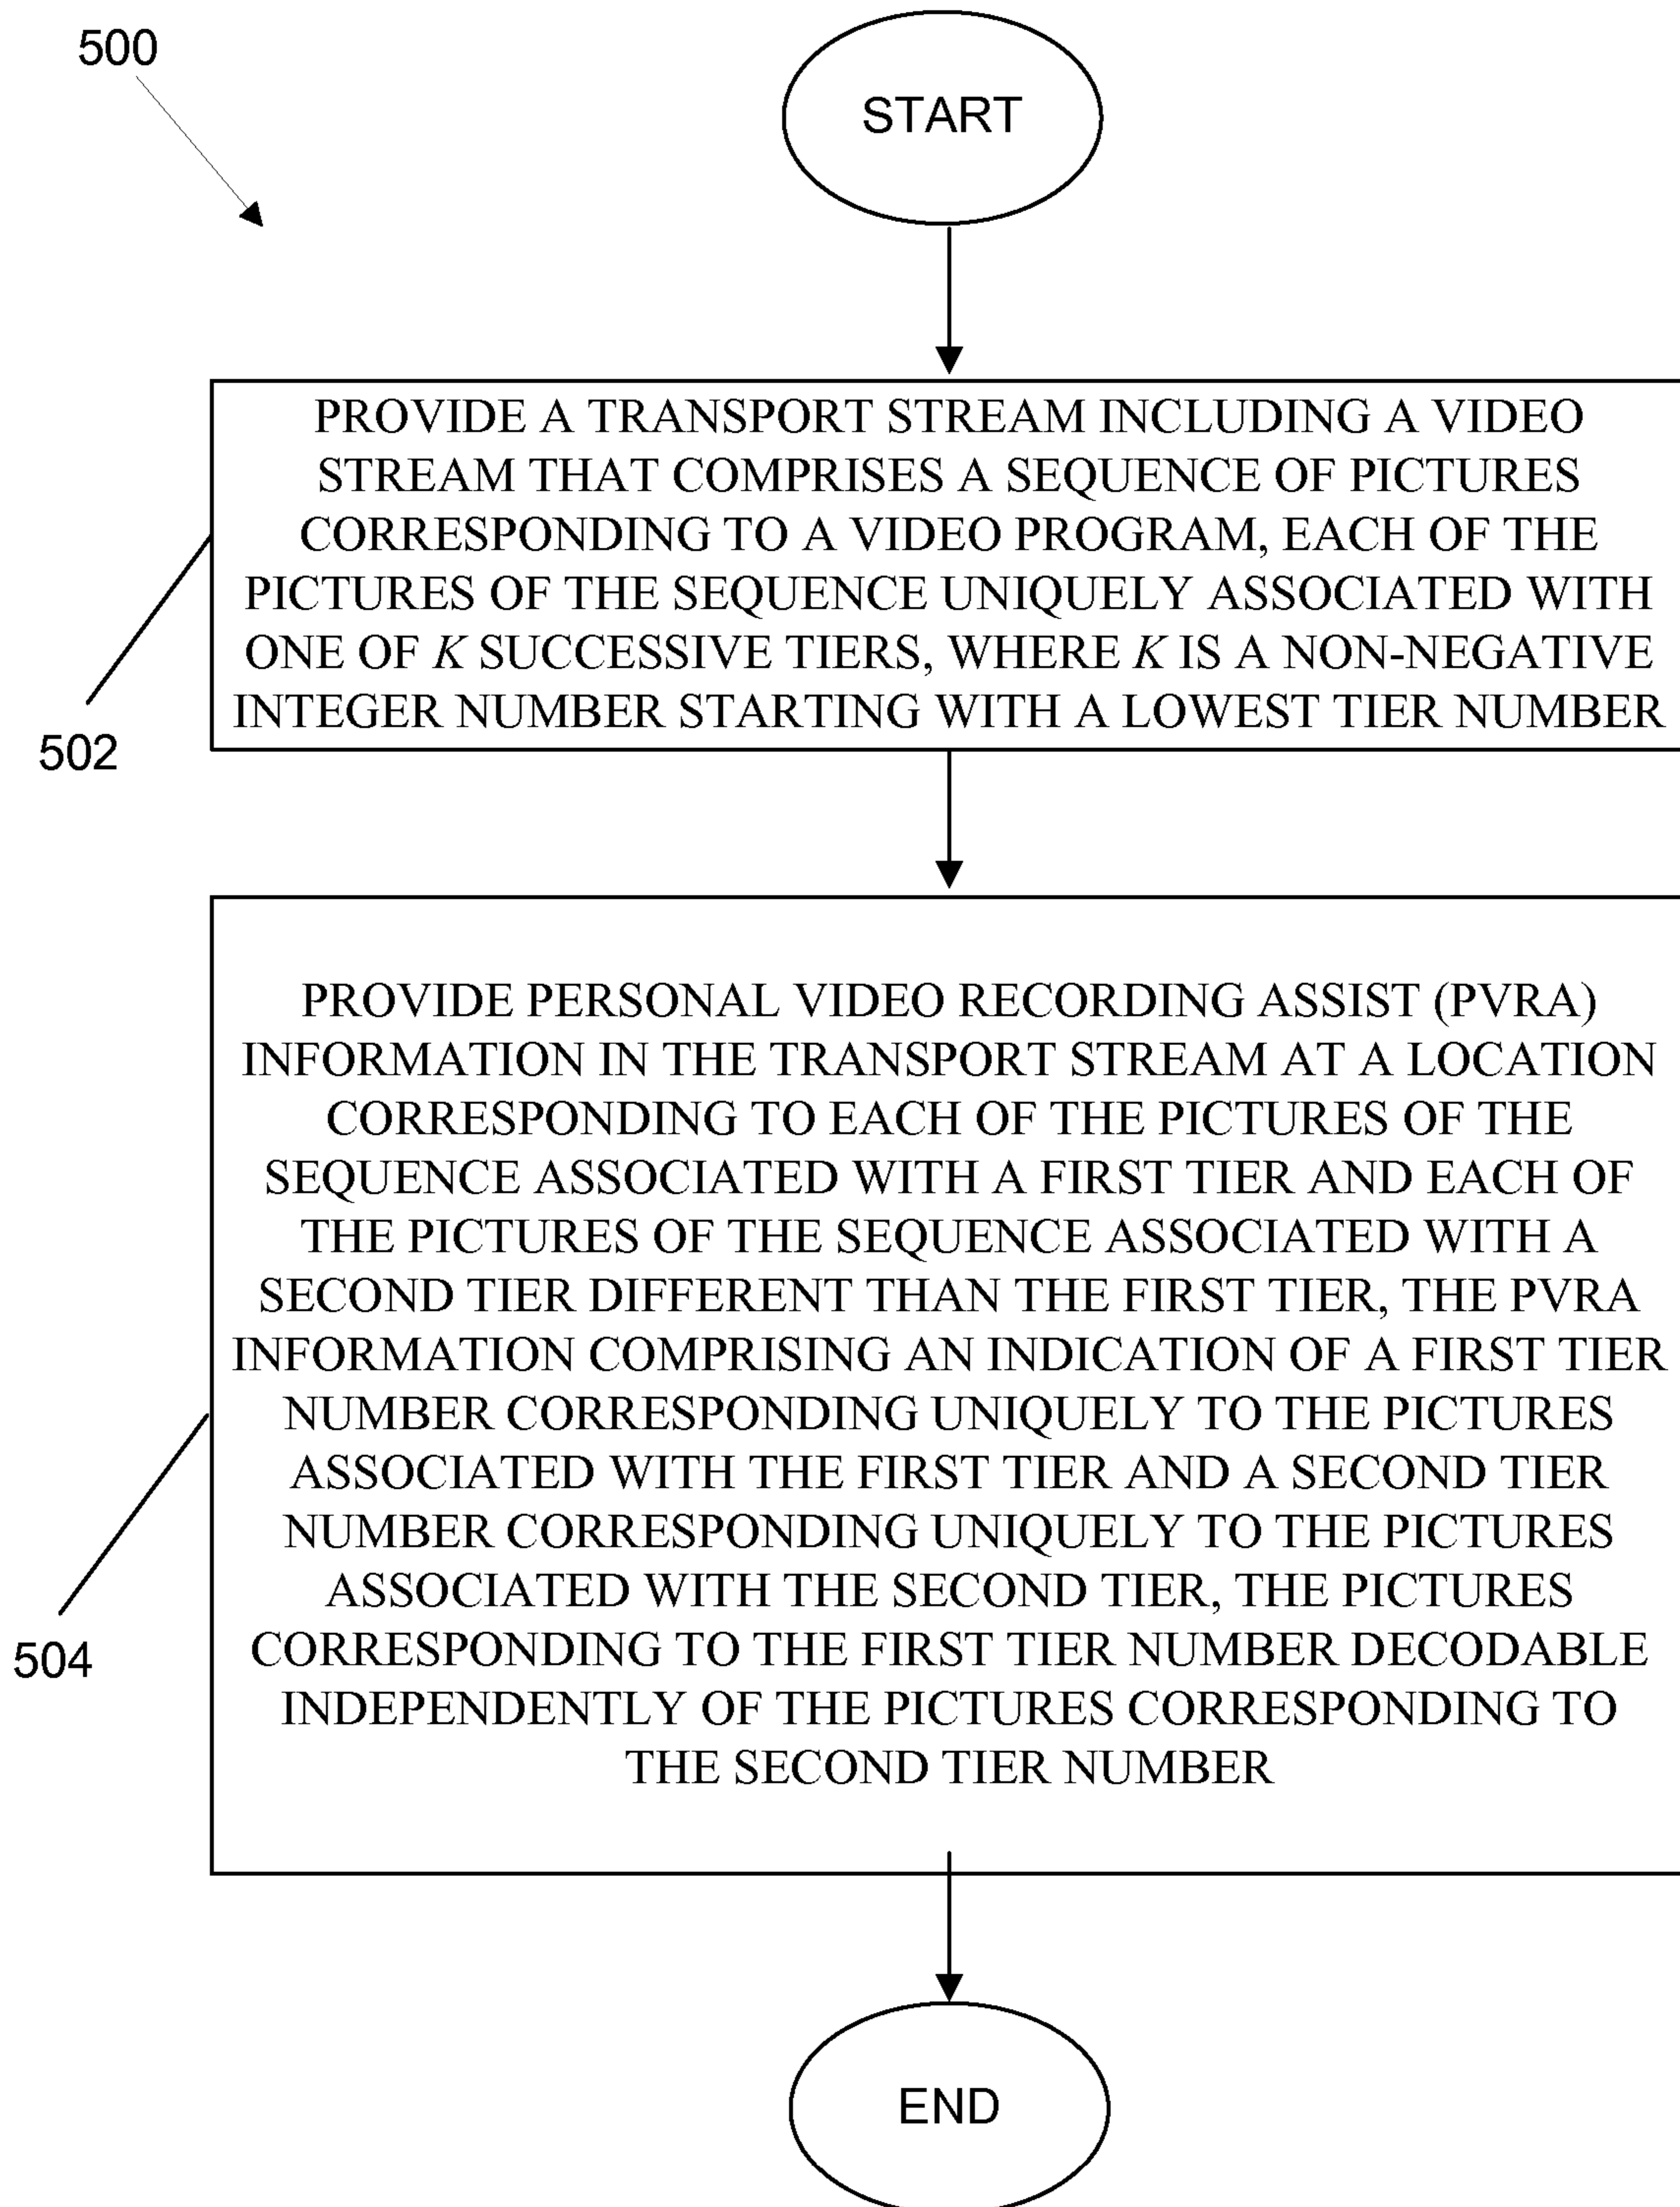 500
START
PROVIDE A TRANSPORT STREAM INCLUDING A VIDEO
STREAM THAT COMPRISES A SEQUENCE OF PICTURES
CORRESPONDING TO A VIDEO PROGRAM, EACH OF THE
PICTURES OF THE SEQUENCE UNIQUELY ASSOCIATED WITH
ONE OF K SUCCESSIVE TIERS, WHERE K IS A NON-NEGATIVE
INTEGER NUMBER STARTING WITH A LOWEST TIER NUMBER
502
PROVIDE PERSONAL VIDEO RECORDING ASSIST (PVRA)
INFORMATION IN THE TRANSPORT STREAM AT A LOCATION
CORRESPONDING TO EACH OF THE PICTURES OF THE
SEQUENCE ASSOCIATED WITH A FIRST TIER AND EACH OF
THE PICTURES OF THE SEQUENCE ASSOCIATED WITH A
SECOND TIER DIFFERENT THAN THE FIRST TIER, THE PVRA
INFORMATION COMPRISING AN INDICATION OF A FIRST TIER
NUMBER CORRESPONDING UNIQUELY TO THE PICTURES
ASSOCIATED WITH THE FIRST TIER AND A SECOND TIER
NUMBER CORRESPONDING UNIQUELY TO THE PICTURES
ASSOCIATED WITH THE SECOND TIER, THE PICTURES
CORRESPONDING TO THE FIRST TIER NUMBER DECODABLE
INDEPENDENTLY OF THE PICTURES CORRESPONDING TO
THE SECOND TIER NUMBER
504
END